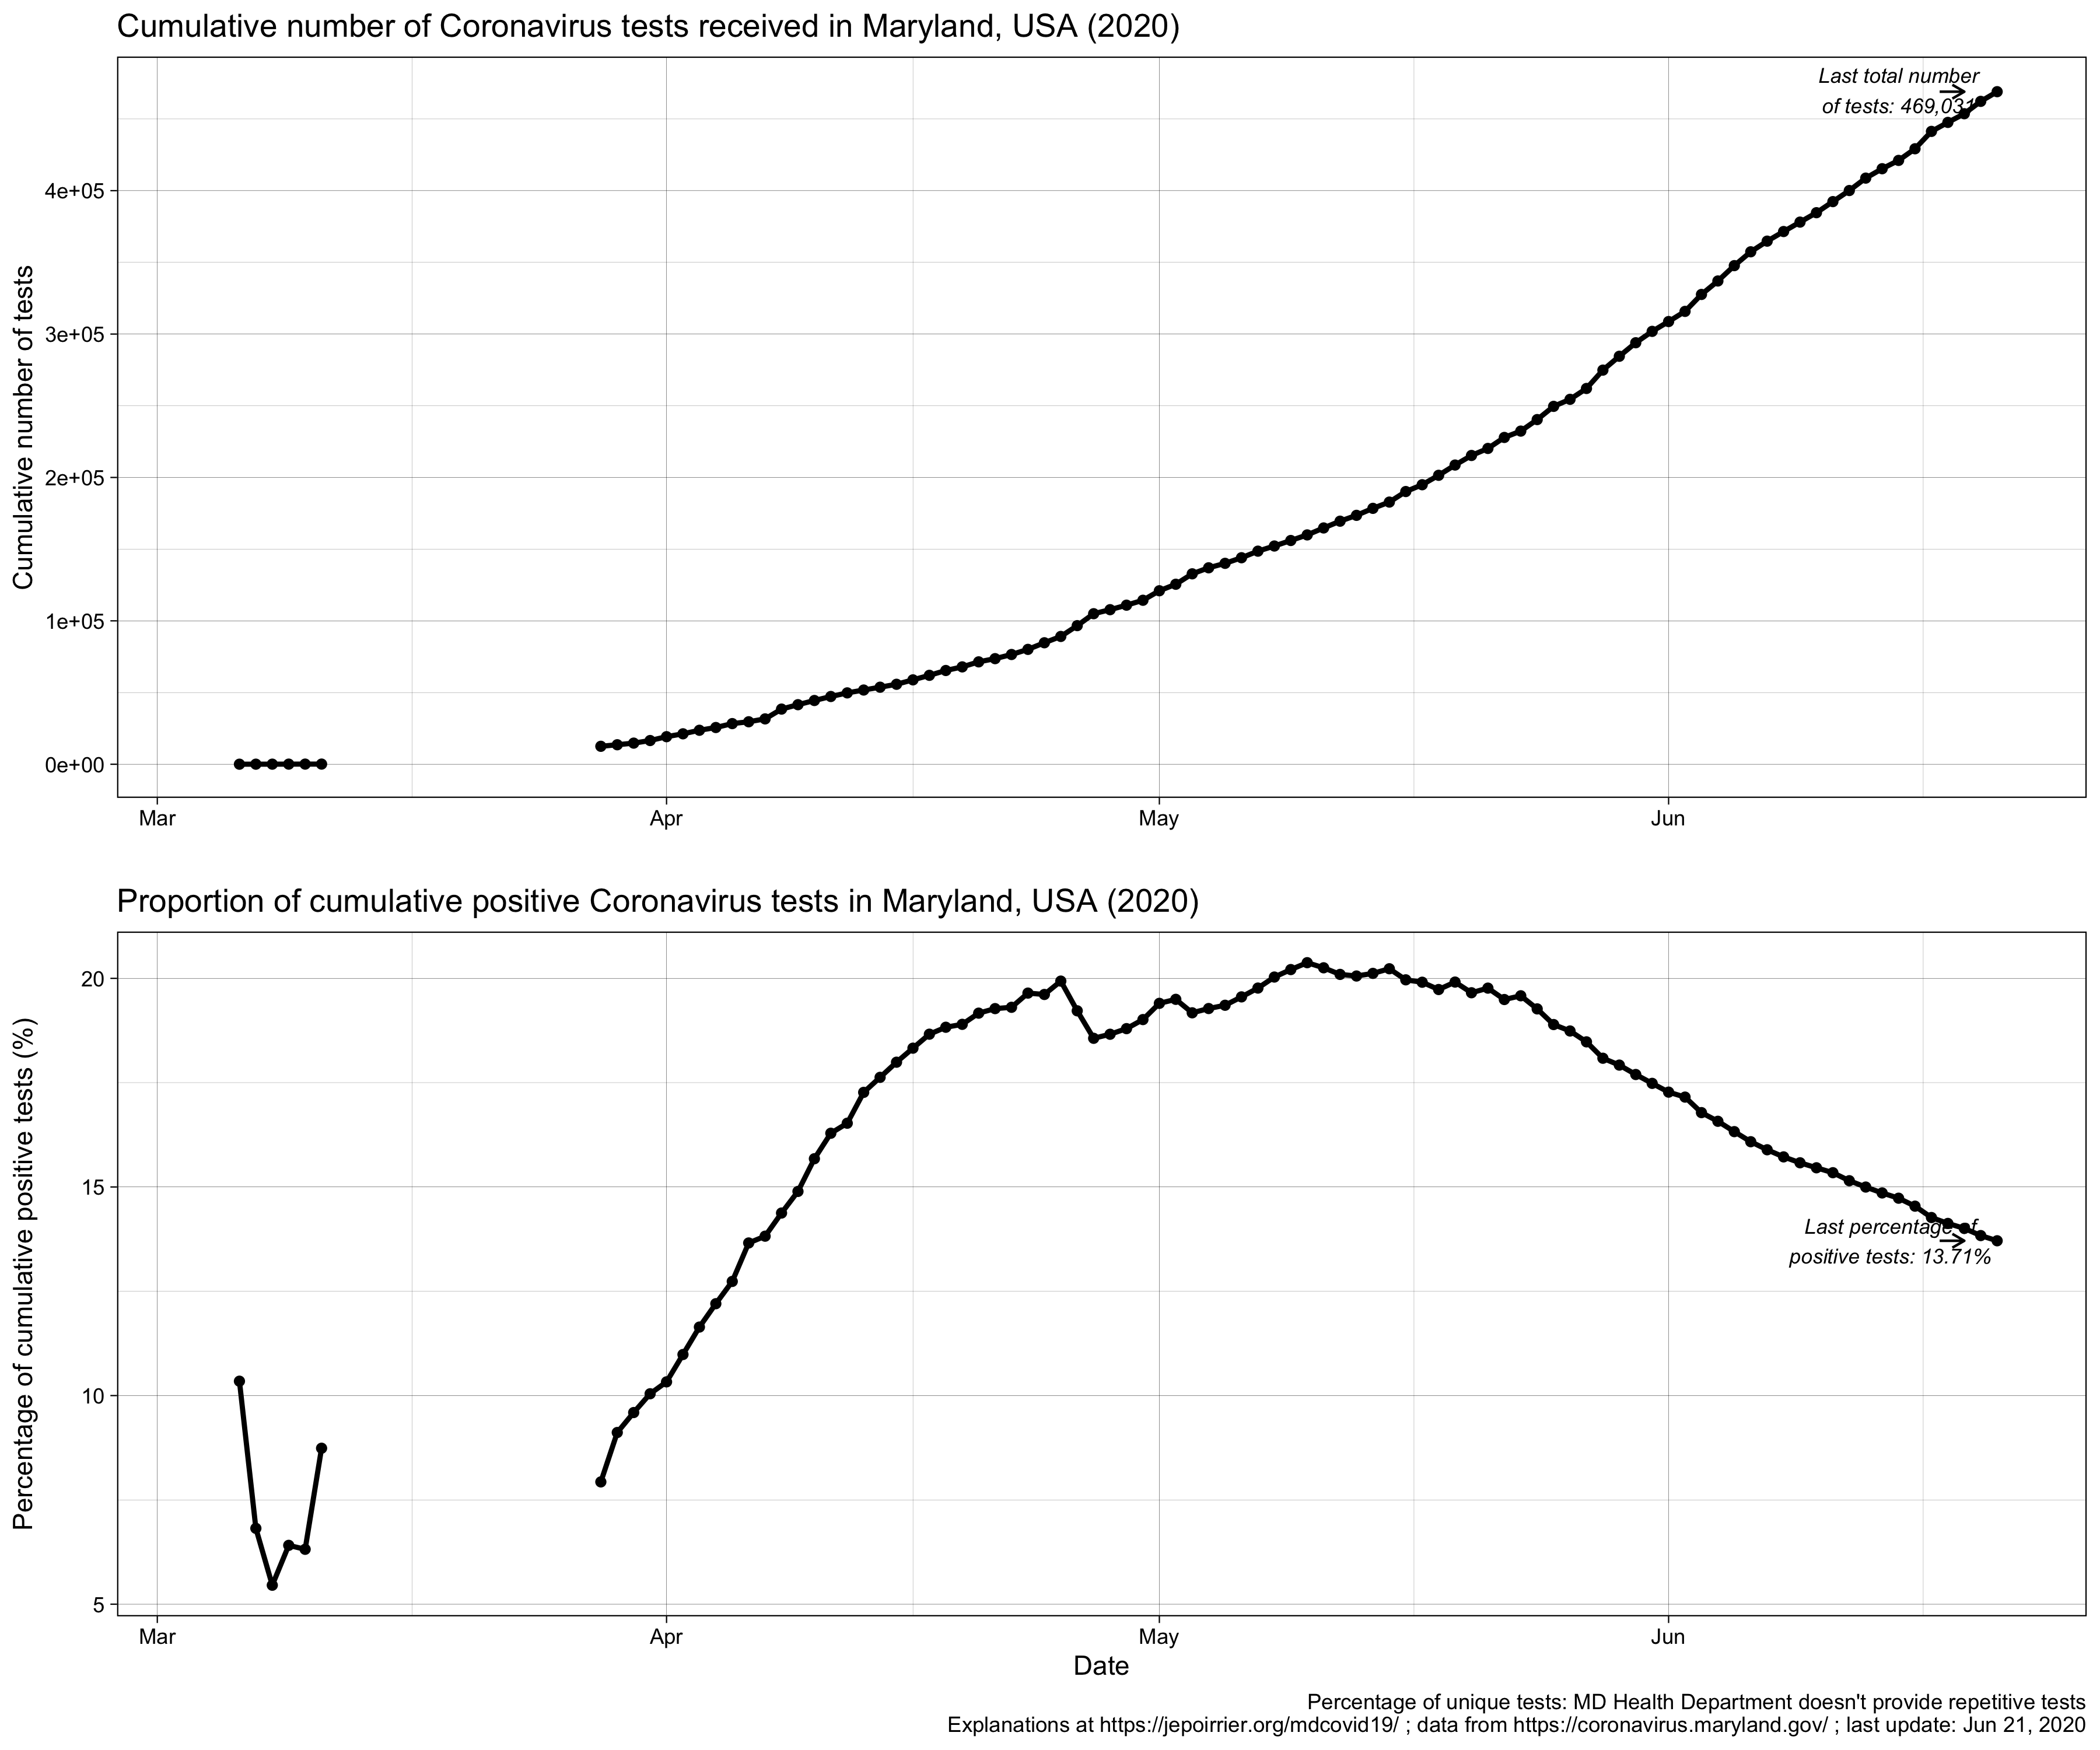 Cumulative number of Coronavirus tests received in Maryland, USA (2020)
Last total number
of tests: 469,031
Cumulative number of tests
4e+05
3e+05
2e+05
1e+05
0e+00
Mar
Apr
May
Jun
Proportion of cumulative positive Coronavirus tests in Maryland, USA (2020)
Percentage of cumulative positive tests (%)
20
15
10
5
Last percentage of
positive tests: 13.71%
Mar
Apr
May
Jun
Date
Percentage of unique tests: MD Health Department doesn't provide repetitive tests
Explanations at https://jepoirrier.org/mdcovid19/ ; data from https://coronavirus.maryland.gov/ ; last update: Jun 21, 2020